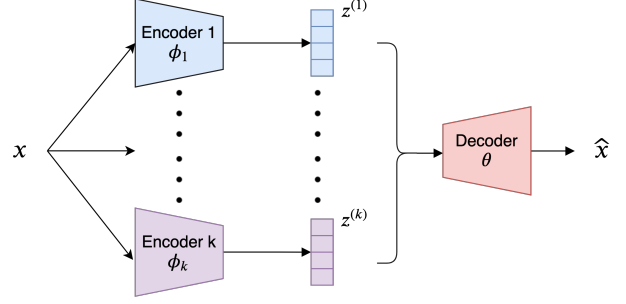 x
Encoder 1
ϕ₁
z⁽¹⁾
Encoder k
ϕₖ
z⁽ᵏ⁾
Decoder
θ
x̂